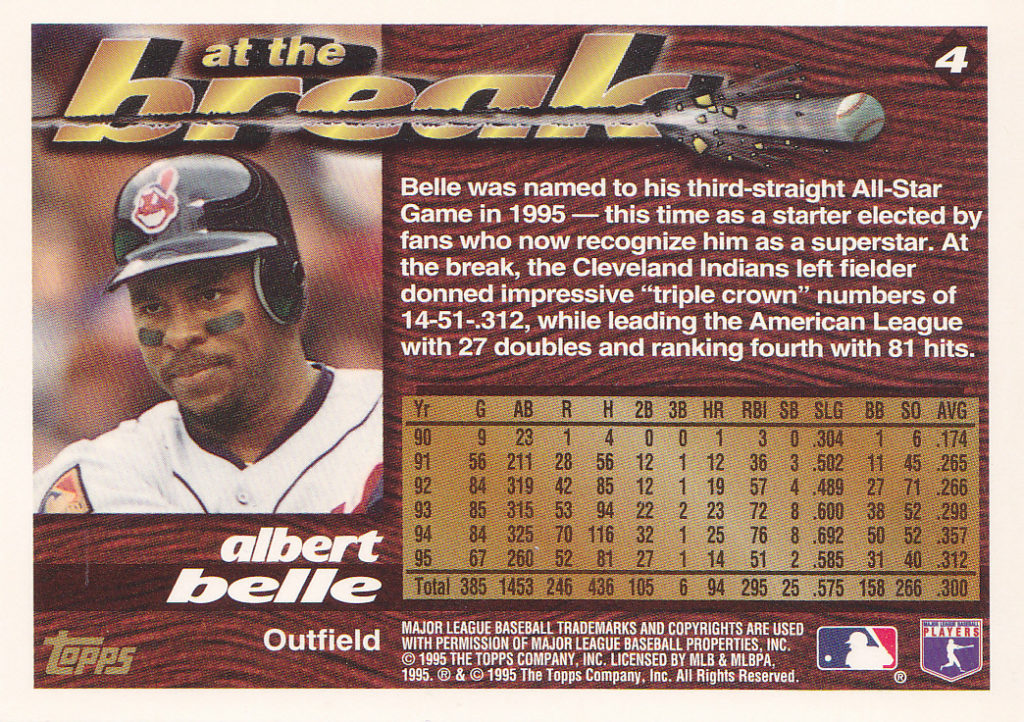 at the
break
4
Belle was named to his third-straight All-Star
Game in 1995 — this time as a starter elected by
fans who now recognize him as a superstar. At
the break, the Cleveland Indians left fielder
donned impressive “triple crown” numbers of
14-51-.312, while leading the American League
with 27 doubles and ranking fourth with 81 hits.
Yr G AB R H 2B 3B HR RBI SB SLG BB SO AVG
90 9 23 1 4 0 0 1 3 0 .304 1 6 .174
91 56 211 28 56 12 1 12 36 3 .502 11 45 .265
92 84 319 42 85 12 1 19 57 4 .489 27 71 .266
93 85 315 53 94 22 2 23 72 8 .600 38 52 .298
94 84 325 70 116 32 1 25 76 8 .692 50 52 .357
95 67 260 52 81 27 1 14 51 2 .585 31 40 .312
Total 385 1453 246 436 105 6 94 295 25 .575 158 266 .300
albert
belle
Outfield
Topps
MAJOR LEAGUE BASEBALL TRADEMARKS AND COPYRIGHTS ARE USED
WITH PERMISSION OF MAJOR LEAGUE BASEBALL PROPERTIES, INC.
© 1995 THE TOPPS COMPANY, INC. LICENSED BY MLB & MLBPA,
1995. ® & © 1995 The Topps Company, Inc. All Rights Reserved.
®
MAJOR LEAGUE BASEBALL
PLAYERS